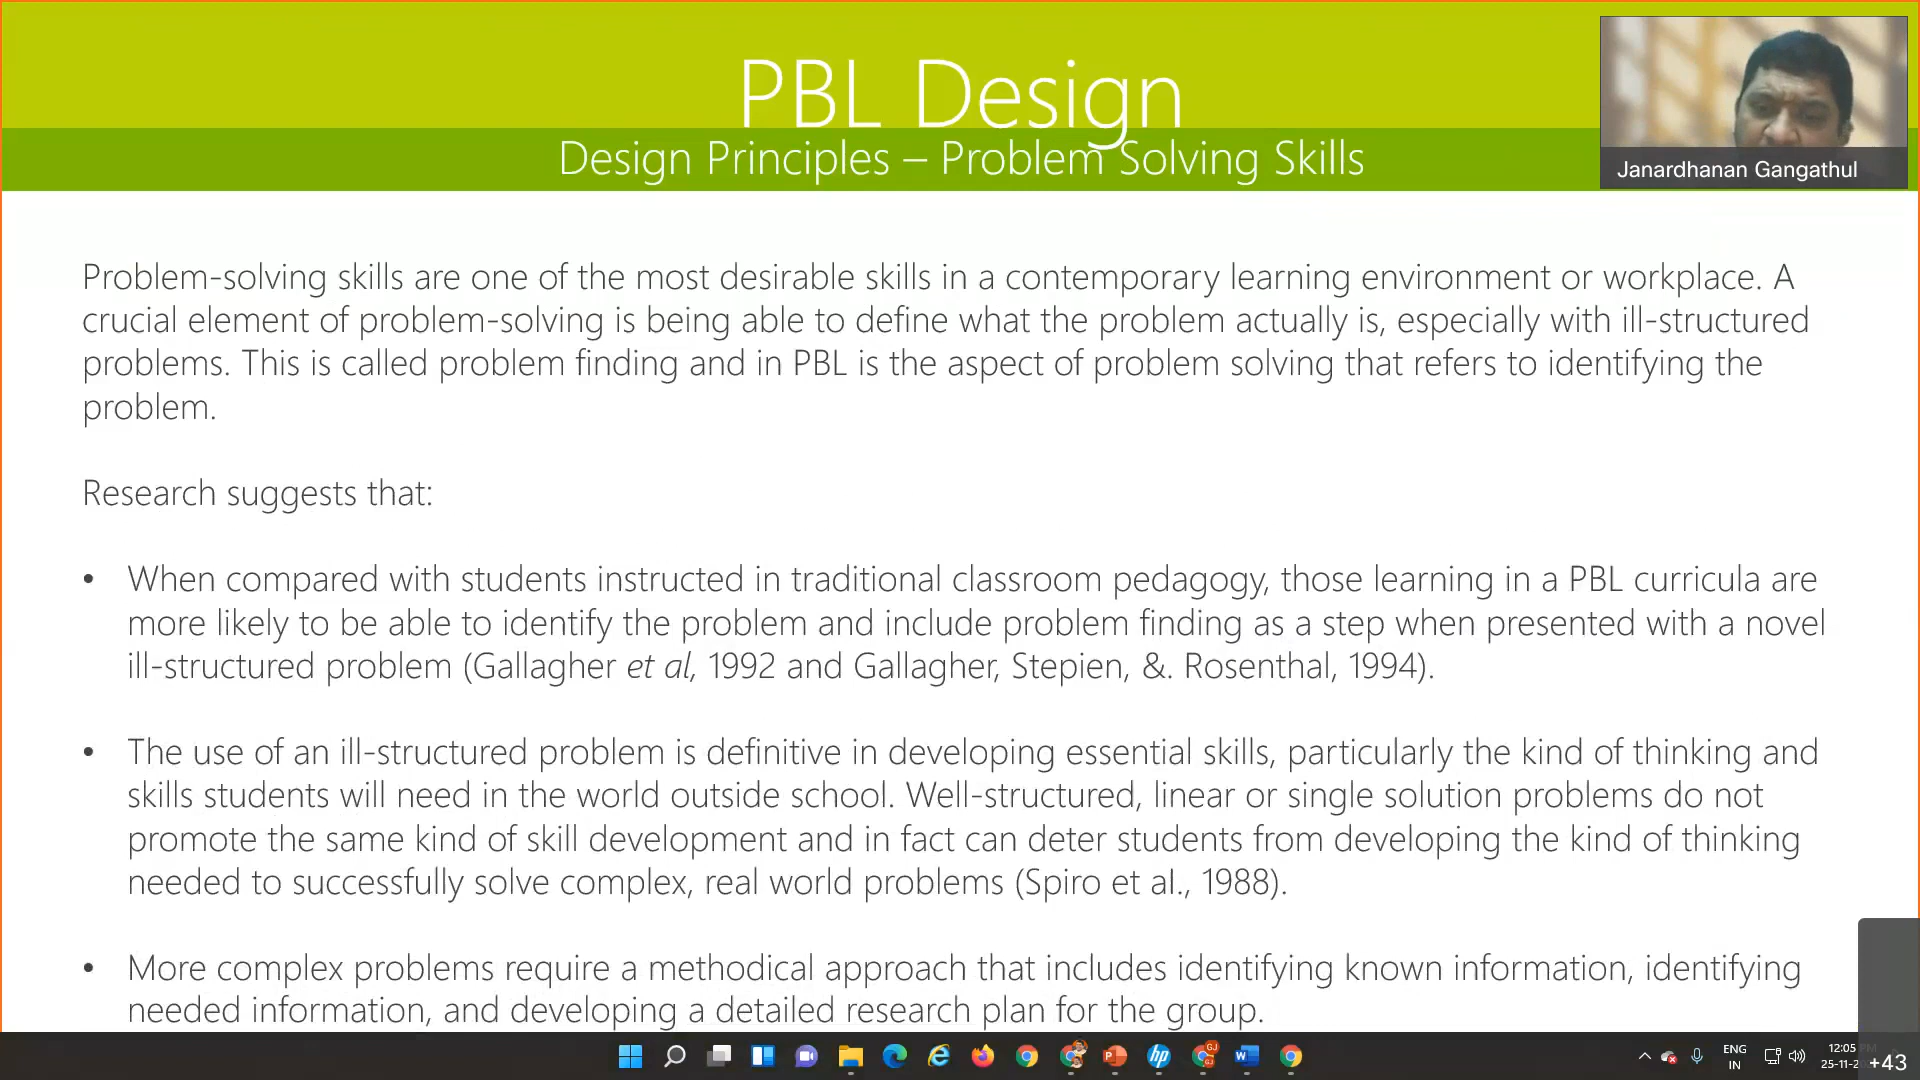 PBL Design
Design Principles – Problem Solving Skills
Janardhanan Gangathul
Problem-solving skills are one of the most desirable skills in a contemporary learning environment or workplace. A
crucial element of problem-solving is being able to define what the problem actually is, especially with ill-structured
problems. This is called problem finding and in PBL is the aspect of problem solving that refers to identifying the
problem.
Research suggests that:
• When compared with students instructed in traditional classroom pedagogy, those learning in a PBL curricula are
more likely to be able to identify the problem and include problem finding as a step when presented with a novel
ill-structured problem (Gallagher et al, 1992 and Gallagher, Stepien, &. Rosenthal, 1994).
• The use of an ill-structured problem is definitive in developing essential skills, particularly the kind of thinking and
skills students will need in the world outside school. Well-structured, linear or single solution problems do not
promote the same kind of skill development and in fact can deter students from developing the kind of thinking
needed to successfully solve complex, real world problems (Spiro et al., 1988).
• More complex problems require a methodical approach that includes identifying known information, identifying
needed information, and developing a detailed research plan for the group.
ENG
IN
12:05
25-11-2
+43